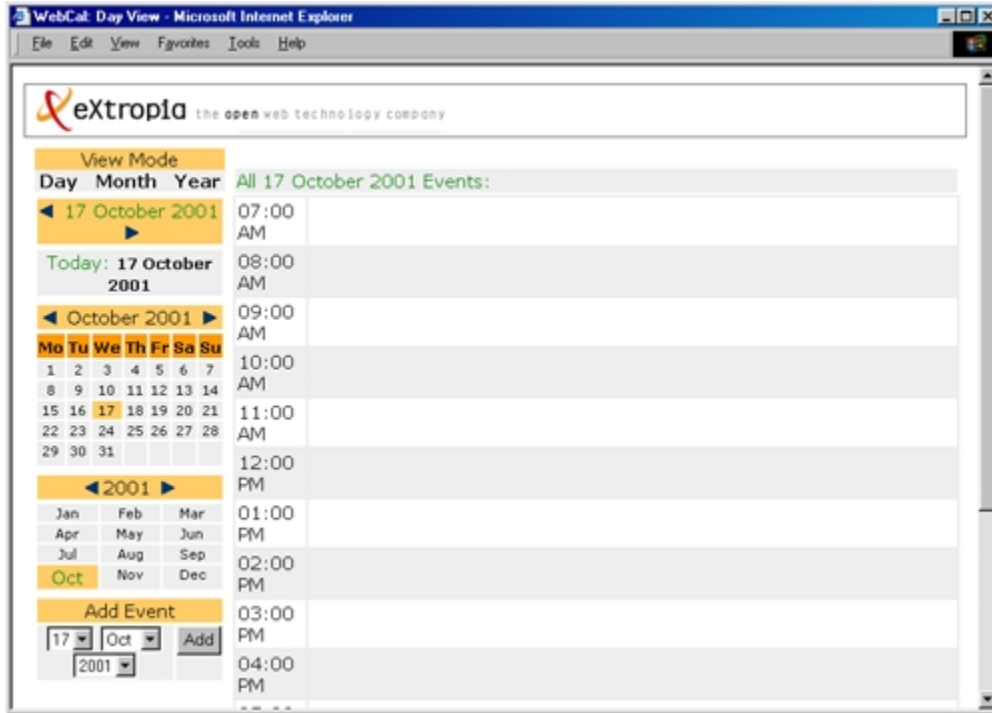 WebCal: Day View - Microsoft Internet Explorer
File Edit View Favorites Tools Help
eXtropia the open web technology company
View Mode
Day Month Year
17 October 2001
Today: 17 October
2001
October 2001
Mo Tu We Th Fr Sa Su
1 2 3 4 5 6 7
8 9 10 11 12 13 14
15 16 17 18 19 20 21
22 23 24 25 26 27 28
29 30 31
2001
Jan Feb Mar
Apr May Jun
Jul Aug Sep
Oct Nov Dec
Add Event
17 Oct Add
2001
All 17 October 2001 Events:
07:00
AM
08:00
AM
09:00
AM
10:00
AM
11:00
AM
12:00
PM
01:00
PM
02:00
PM
03:00
PM
04:00
PM